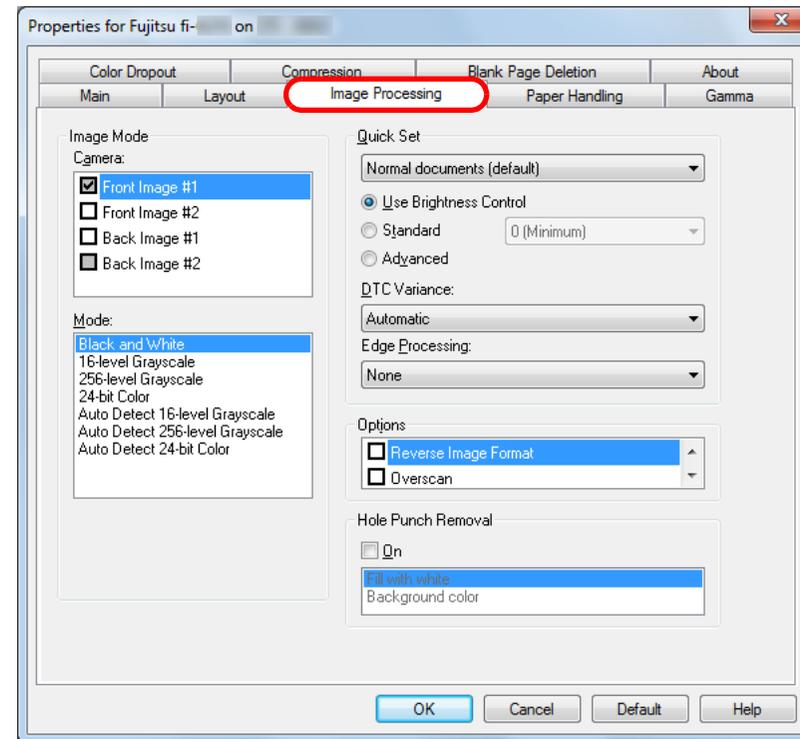 Properties for Fujitsu fi- on
Color Dropout Compression Blank Page Deletion About
Main Layout Image Processing Paper Handling Gamma
Image Mode
Camera:
Front Image #1
Front Image #2
Back Image #1
Back Image #2
Mode:
Black and White
16-level Grayscale
256-level Grayscale
24-bit Color
Auto Detect 16-level Grayscale
Auto Detect 256-level Grayscale
Auto Detect 24-bit Color
Quick Set
Normal documents (default)
Use Brightness Control
Standard 0 (Minimum)
Advanced
DTC Variance:
Automatic
Edge Processing:
None
Options
Reverse Image Format
Overscan
Hole Punch Removal
On
Fill with white
Background color
OK Cancel Default Help